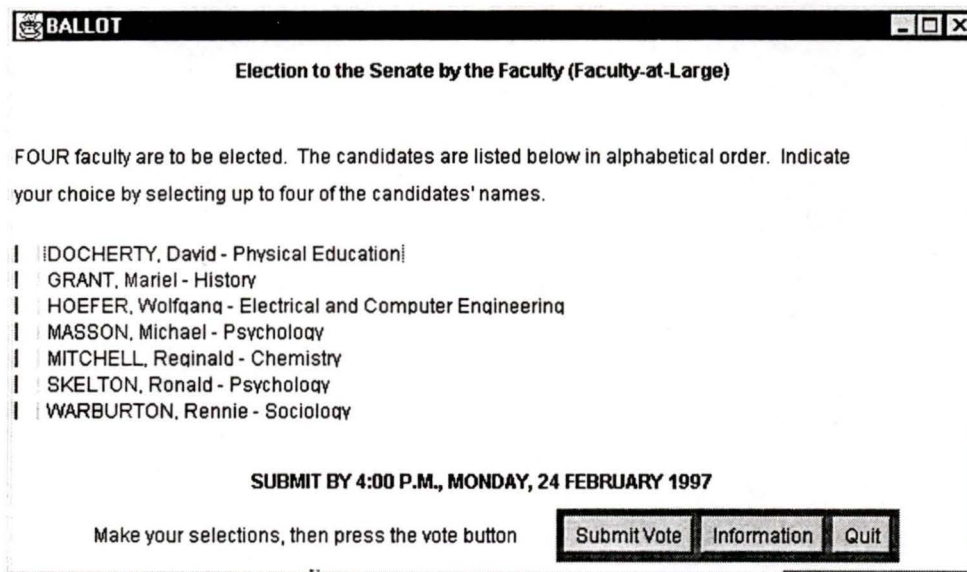 BALLOT
Election to the Senate by the Faculty (Faculty-at-Large)
FOUR faculty are to be elected. The candidates are listed below in alphabetical order. Indicate
your choice by selecting up to four of the candidates' names.
DOCHERTY, David - Physical Education
GRANT, Mariel - History
HOEFER, Wolfgang - Electrical and Computer Engineering
MASSON, Michael - Psychology
MITCHELL, Reginald - Chemistry
SKELTON, Ronald - Psychology
WARBURTON, Rennie - Sociology
SUBMIT BY 4:00 P.M., MONDAY, 24 FEBRUARY 1997
Make your selections, then press the vote button Submit Vote Information Quit